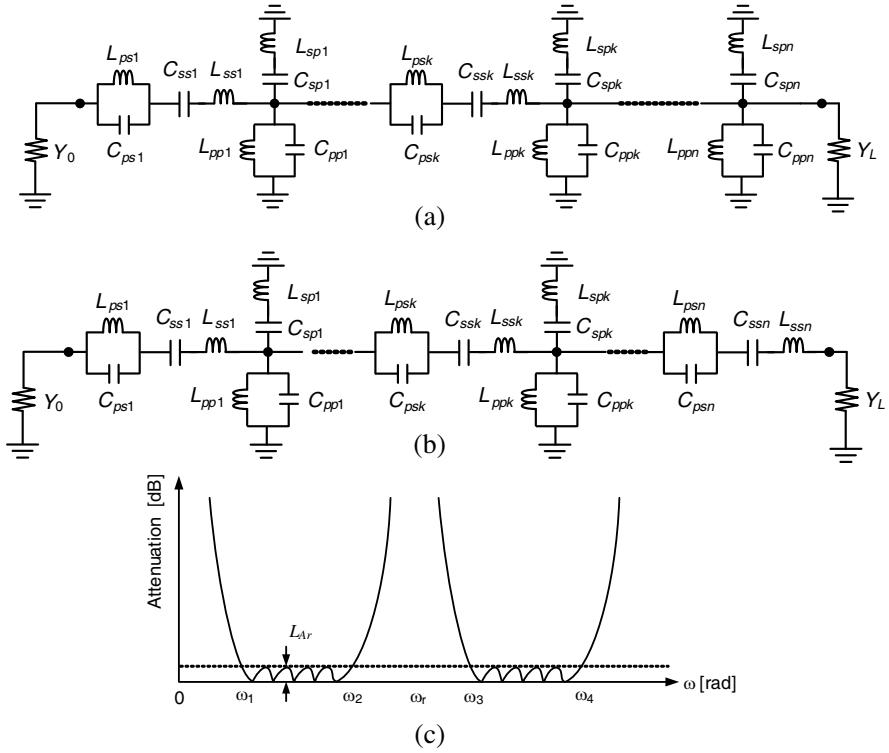 L_ps1 C_ss1 L_ss1 L_sp1 C_sp1 L_psk C_ssk L_ssk L_spk C_spk L_spn C_spn
Y_0 C_ps1 L_pp1 C_pp1 C_psk L_ppk C_ppk L_ppn C_ppn Y_L
(a)
L_ps1 C_ss1 L_ss1 L_sp1 C_sp1 L_psk C_ssk L_ssk L_spk C_spk L_psn C_ssn L_ssn
Y_0 C_ps1 L_pp1 C_pp1 C_psk L_ppk C_ppk C_psn Y_L
(b)
Attenuation [dB]
L_Ar
0 ω_1 ω_2 ω_r ω_3 ω_4 ω [rad]
(c)